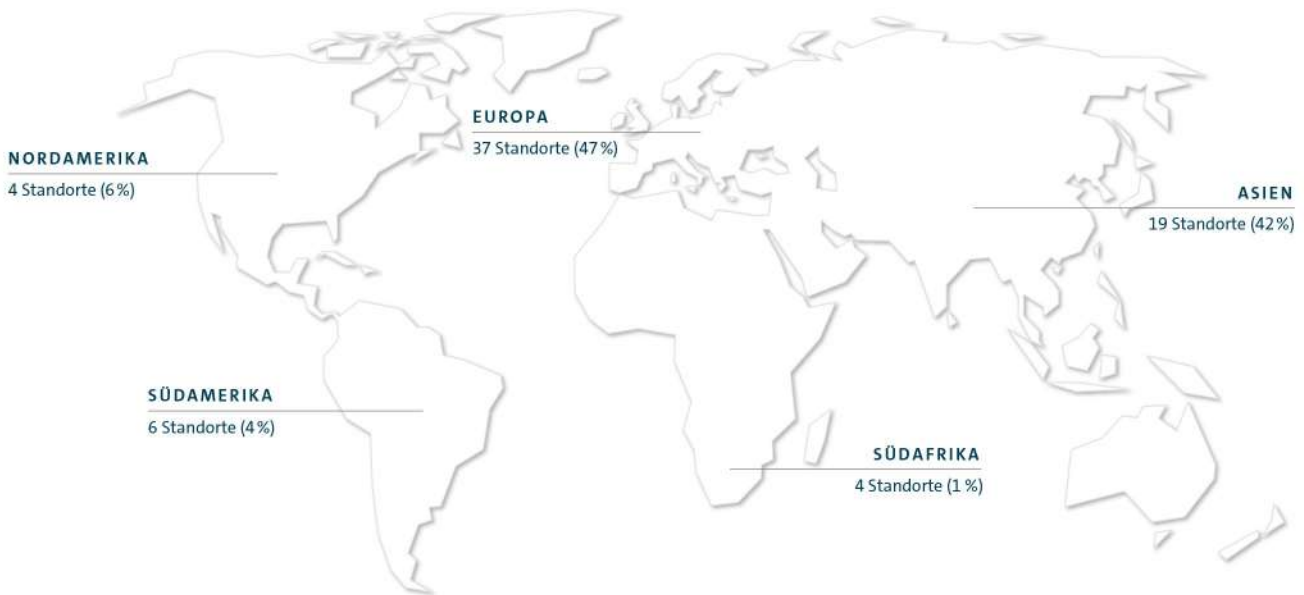 EUROPA
37 Standorte (47%)
NORDAMERIKA
4 Standorte (6%)
ASIEN
19 Standorte (42%)
SÜDAMERIKA
6 Standorte (4%)
SÜDAFRIKA
4 Standorte (1%)